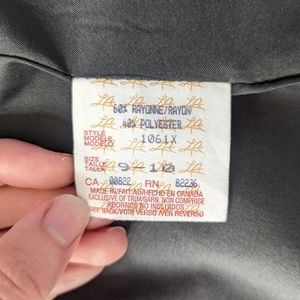 60% RAYONNE/RAYON
40% POLYESTER
STYLE
MODÈLE
MODELO 1061X
SIZE
TAILLE
TALLA 9-10
CA 00822 RN 82236
MADE IN/FAIT AU/HECHO EN CANADA
EXCLUSIVE OF TRIM/GARN. NON COMPRISE
ADORNOS NO INCLUIDOS
SEE BACK/VOIR VERSO/VER REVERSO